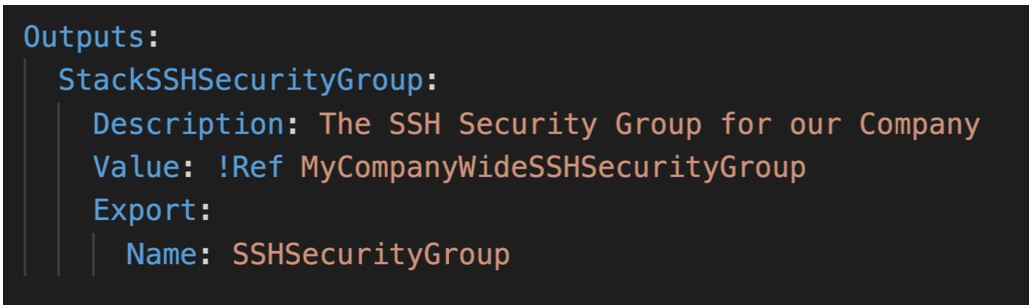 Outputs:
StackSSHSecurityGroup:
Description: The SSH Security Group for our Company
Value: !Ref MyCompanyWideSSHSecurityGroup
Export:
Name: SSHSecurityGroup